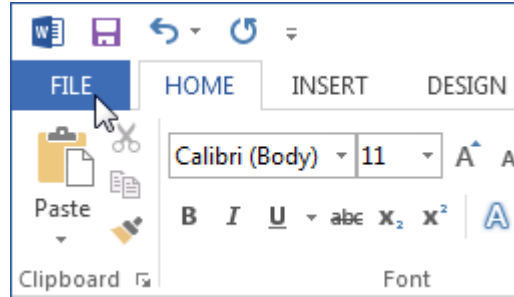 FILE HOME INSERT DESIGN
Calibri (Body) 11 A A
Paste B I U abc X₂ X² A
Clipboard Font